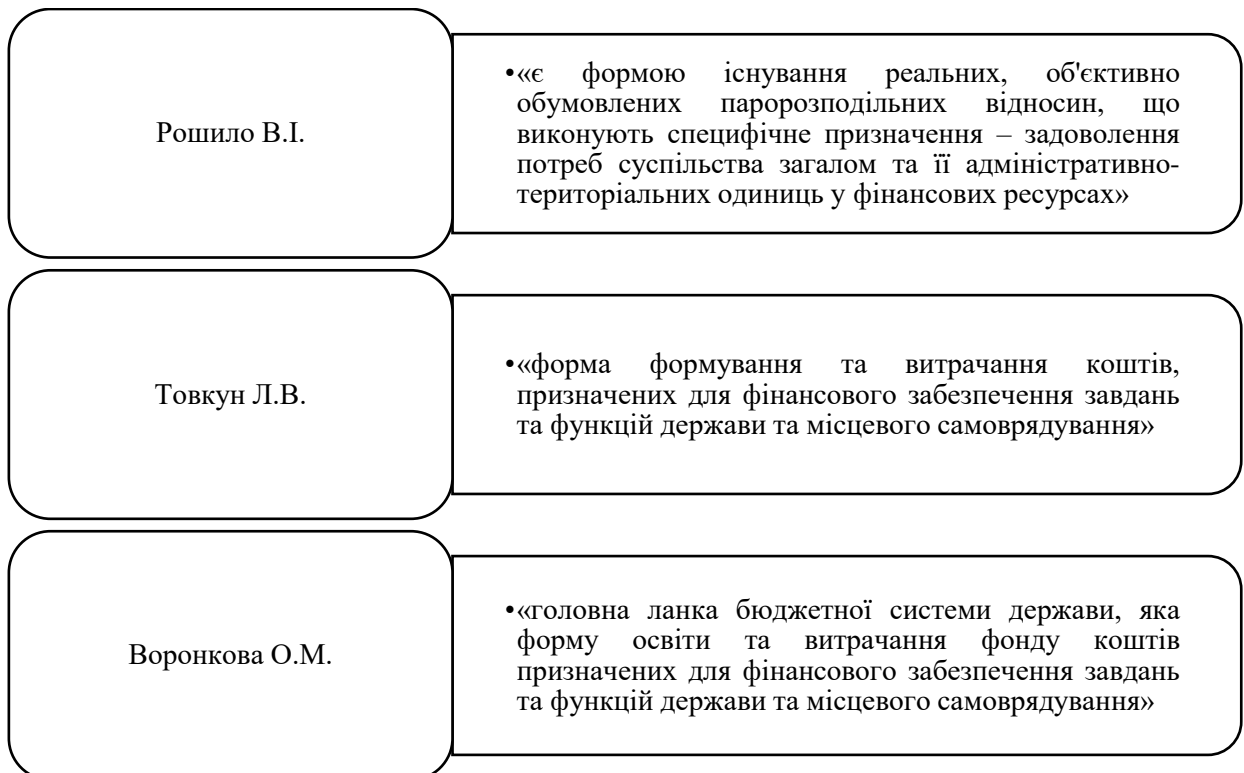 Рошило В.І.
•«є формою існування реальних, об'єктивно
обумовлених паророзподільних відносин, що
виконують специфічне призначення – задоволення
потреб суспільства загалом та її адміністративно-
територіальних одиниць у фінансових ресурсах»
Товкун Л.В.
•«форма формування та витрачання коштів,
призначених для фінансового забезпечення завдань
та функцій держави та місцевого самоврядування»
Воронкова О.М.
•«головна ланка бюджетної системи держави, яка
форму освіти та витрачання фонду коштів
призначених для фінансового забезпечення завдань
та функцій держави та місцевого самоврядування»